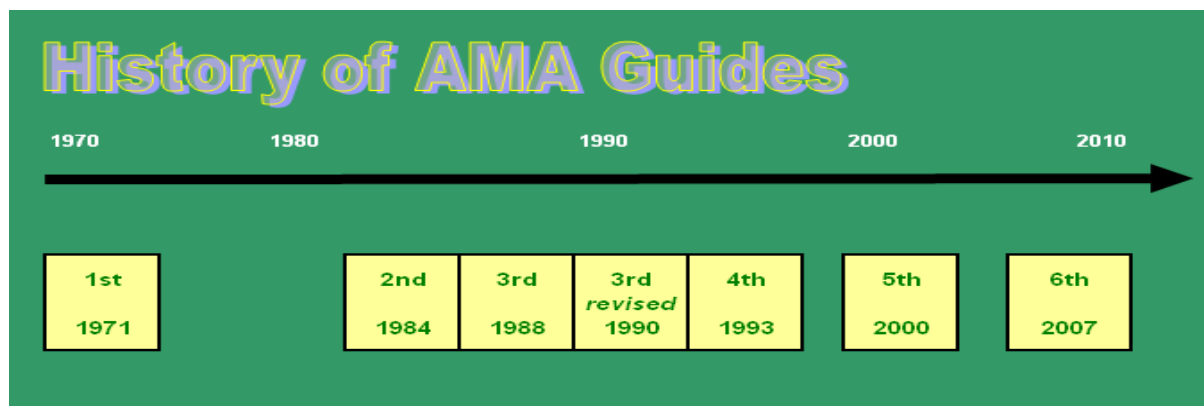 History of AMA Guides
1970 1980 1990 2000 2010
1st 2nd 3rd 3rd 4th 5th 6th
revised
1971 1984 1988 1990 1993 2000 2007